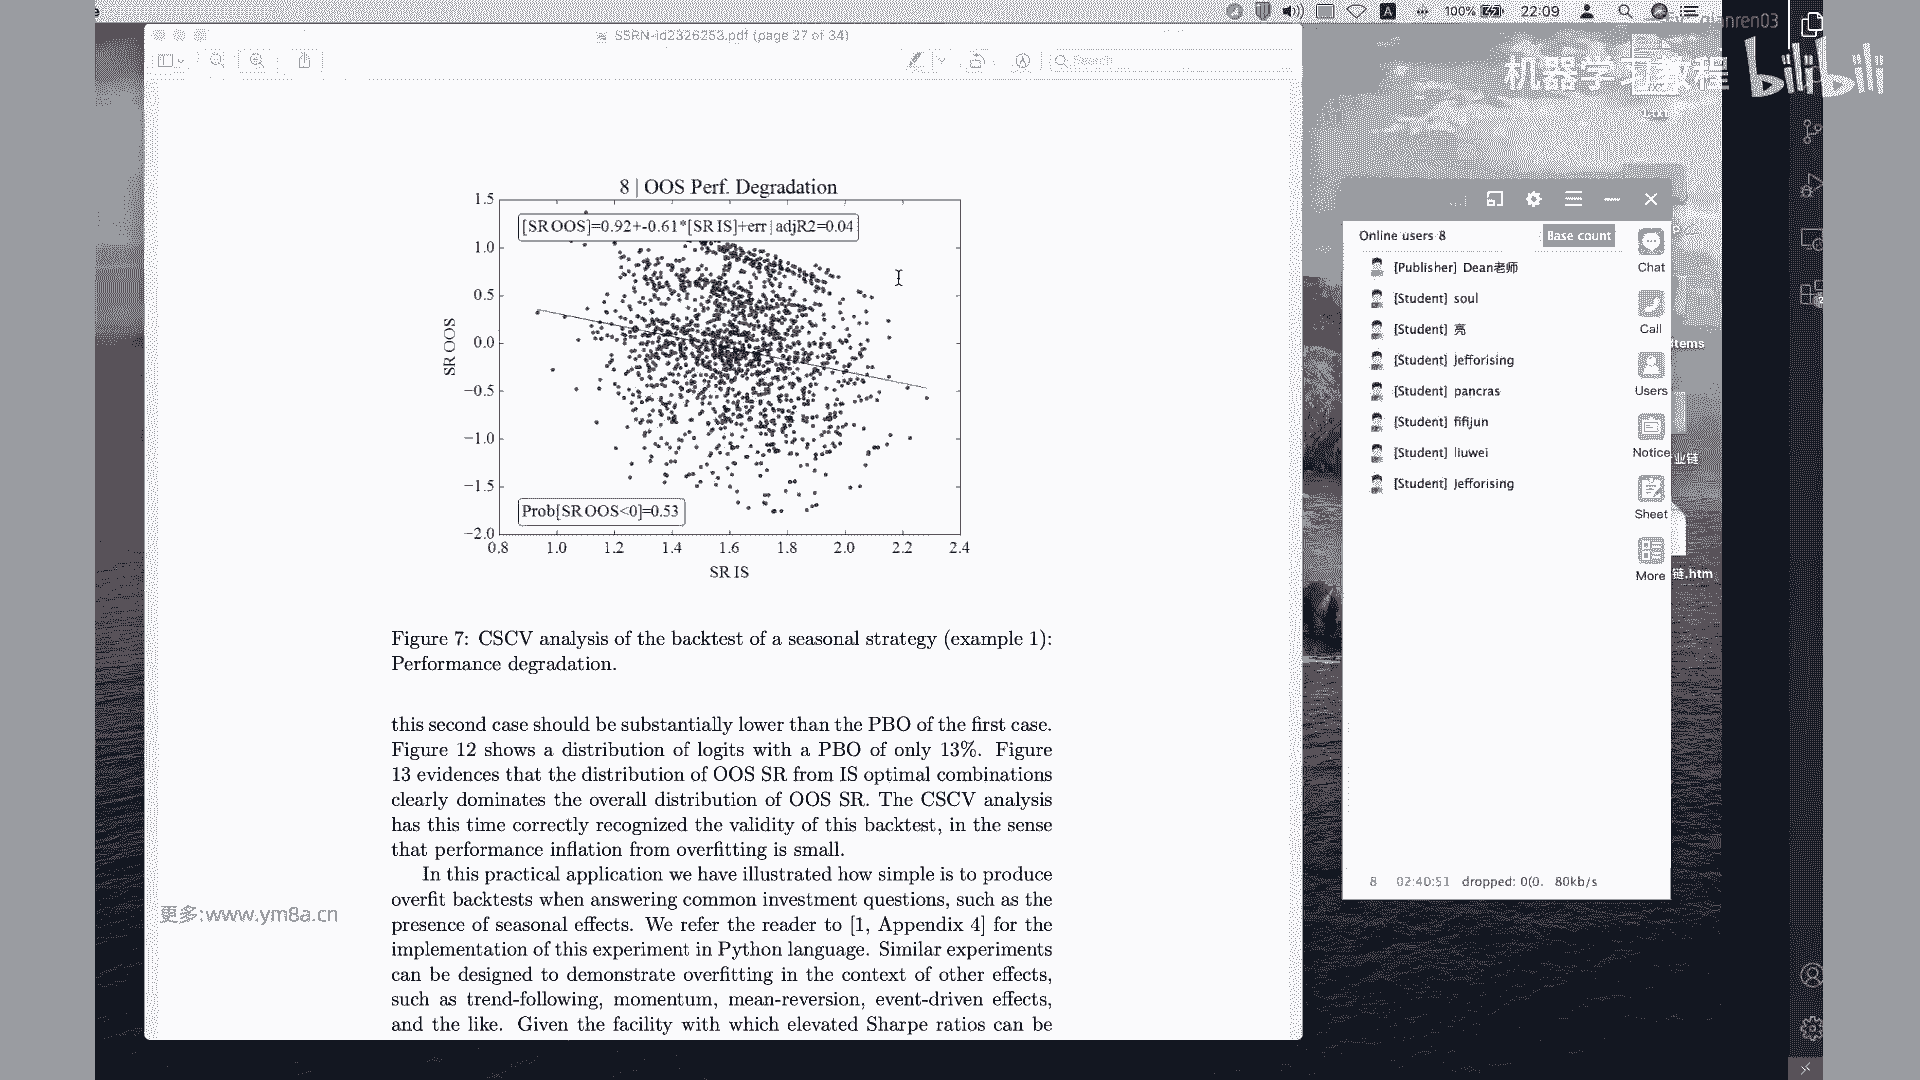 100%
22:09
SSRN-id2326253.pdf (page 27 of 34)
Search
机器学习教程 bilibili
8 | OOS Perf. Degradation
[SR OOS]=0.92+-0.61*[SR IS]+err | adjR2=0.04
1.5
1.0
0.5
0.0
−0.5
−1.0
−1.5
−2.0
SR OOS
Prob[SR OOS<0]=0.53
0.8 1.0 1.2 1.4 1.6 1.8 2.0 2.2 2.4
SR IS
Figure 7: CSCV analysis of the backtest of a seasonal strategy (example 1):
Performance degradation.
this second case should be substantially lower than the PBO of the first case.
Figure 12 shows a distribution of logits with a PBO of only 13%. Figure
13 evidences that the distribution of OOS SR from IS optimal combinations
clearly dominates the overall distribution of OOS SR. The CSCV analysis
has this time correctly recognized the validity of this backtest, in the sense
that performance inflation from overfitting is small.
In this practical application we have illustrated how simple is to produce
overfit backtests when answering common investment questions, such as the
presence of seasonal effects. We refer the reader to [1, Appendix 4] for the
implementation of this experiment in Python language. Similar experiments
can be designed to demonstrate overfitting in the context of other effects,
such as trend-following, momentum, mean-reversion, event-driven effects,
and the like. Given the facility with which elevated Sharpe ratios can be
更多:www.ym8a.cn
Online users 8
Base count
[Publisher] Dean老师
[Student] soul
[Student] 亮
[Student] Jefforising
[Student] pancras
[Student] fifijun
[Student] liuwei
[Student] Jefforising
Chat
Call
Users
Notice
Sheet
More
8 02:40:51 dropped: 0(0. 80kb/s
业链
链.htm